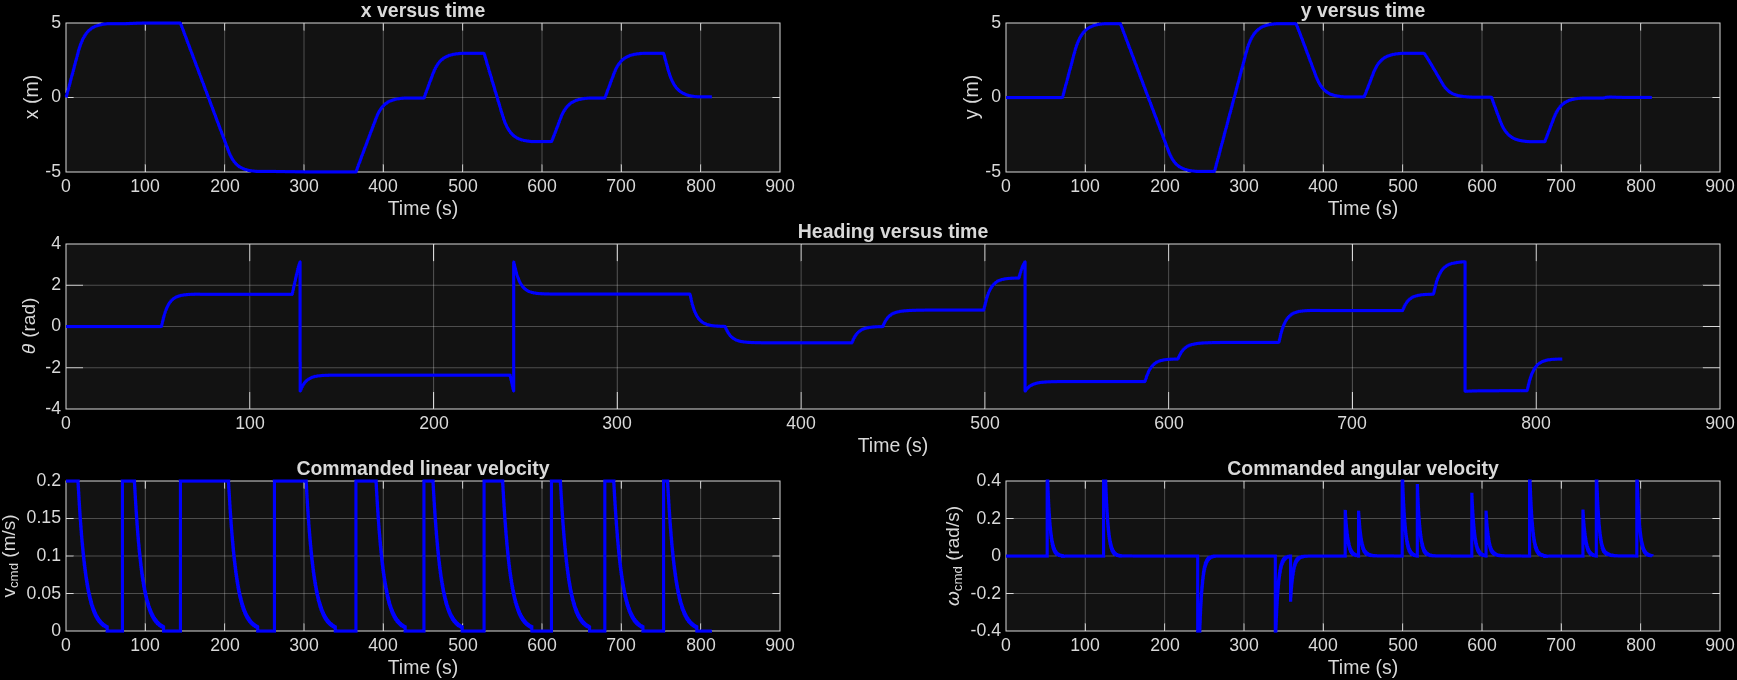 x versus time
y versus time
x (m)
5
0
-5
0 100 200 300 400 500 600 700 800 900
Time (s)
y (m)
5
0
-5
0 100 200 300 400 500 600 700 800 900
Time (s)
Heading versus time
θ (rad)
4
2
0
-2
-4
0 100 200 300 400 500 600 700 800 900
Time (s)
Commanded linear velocity
v_cmd (m/s)
0.2
0.15
0.1
0.05
0
0 100 200 300 400 500 600 700 800 900
Time (s)
Commanded angular velocity
ω_cmd (rad/s)
0.4
0.2
0
-0.2
-0.4
0 100 200 300 400 500 600 700 800 900
Time (s)